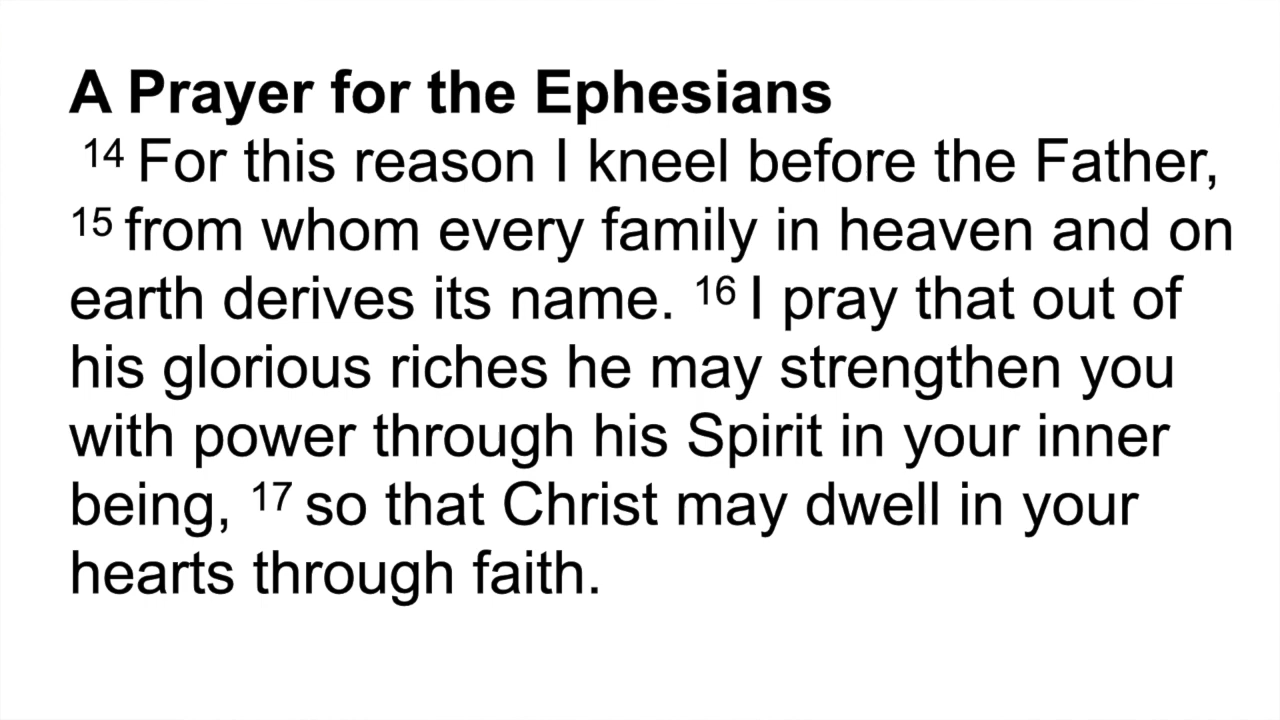 A Prayer for the Ephesians
14 For this reason I kneel before the Father,
15 from whom every family in heaven and on
earth derives its name. 16 I pray that out of
his glorious riches he may strengthen you
with power through his Spirit in your inner
being, 17 so that Christ may dwell in your
hearts through faith.